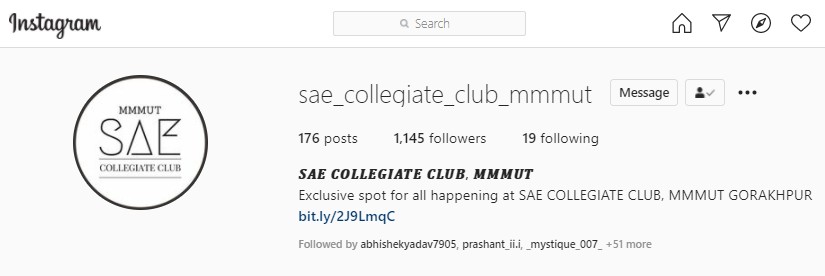 Instagram
Search
MMMUT
SAE
COLLEGIATE CLUB
sae_collegiate_club_mmmut
Message
176 posts 1,145 followers 19 following
SAE COLLEGIATE CLUB, MMMUT
Exclusive spot for all happening at SAE COLLEGIATE CLUB, MMMUT GORAKHPUR
bit.ly/2J9LmqC
Followed by abhishekyadav7905, prashant_ii.i, _mystique_007_ +51 more